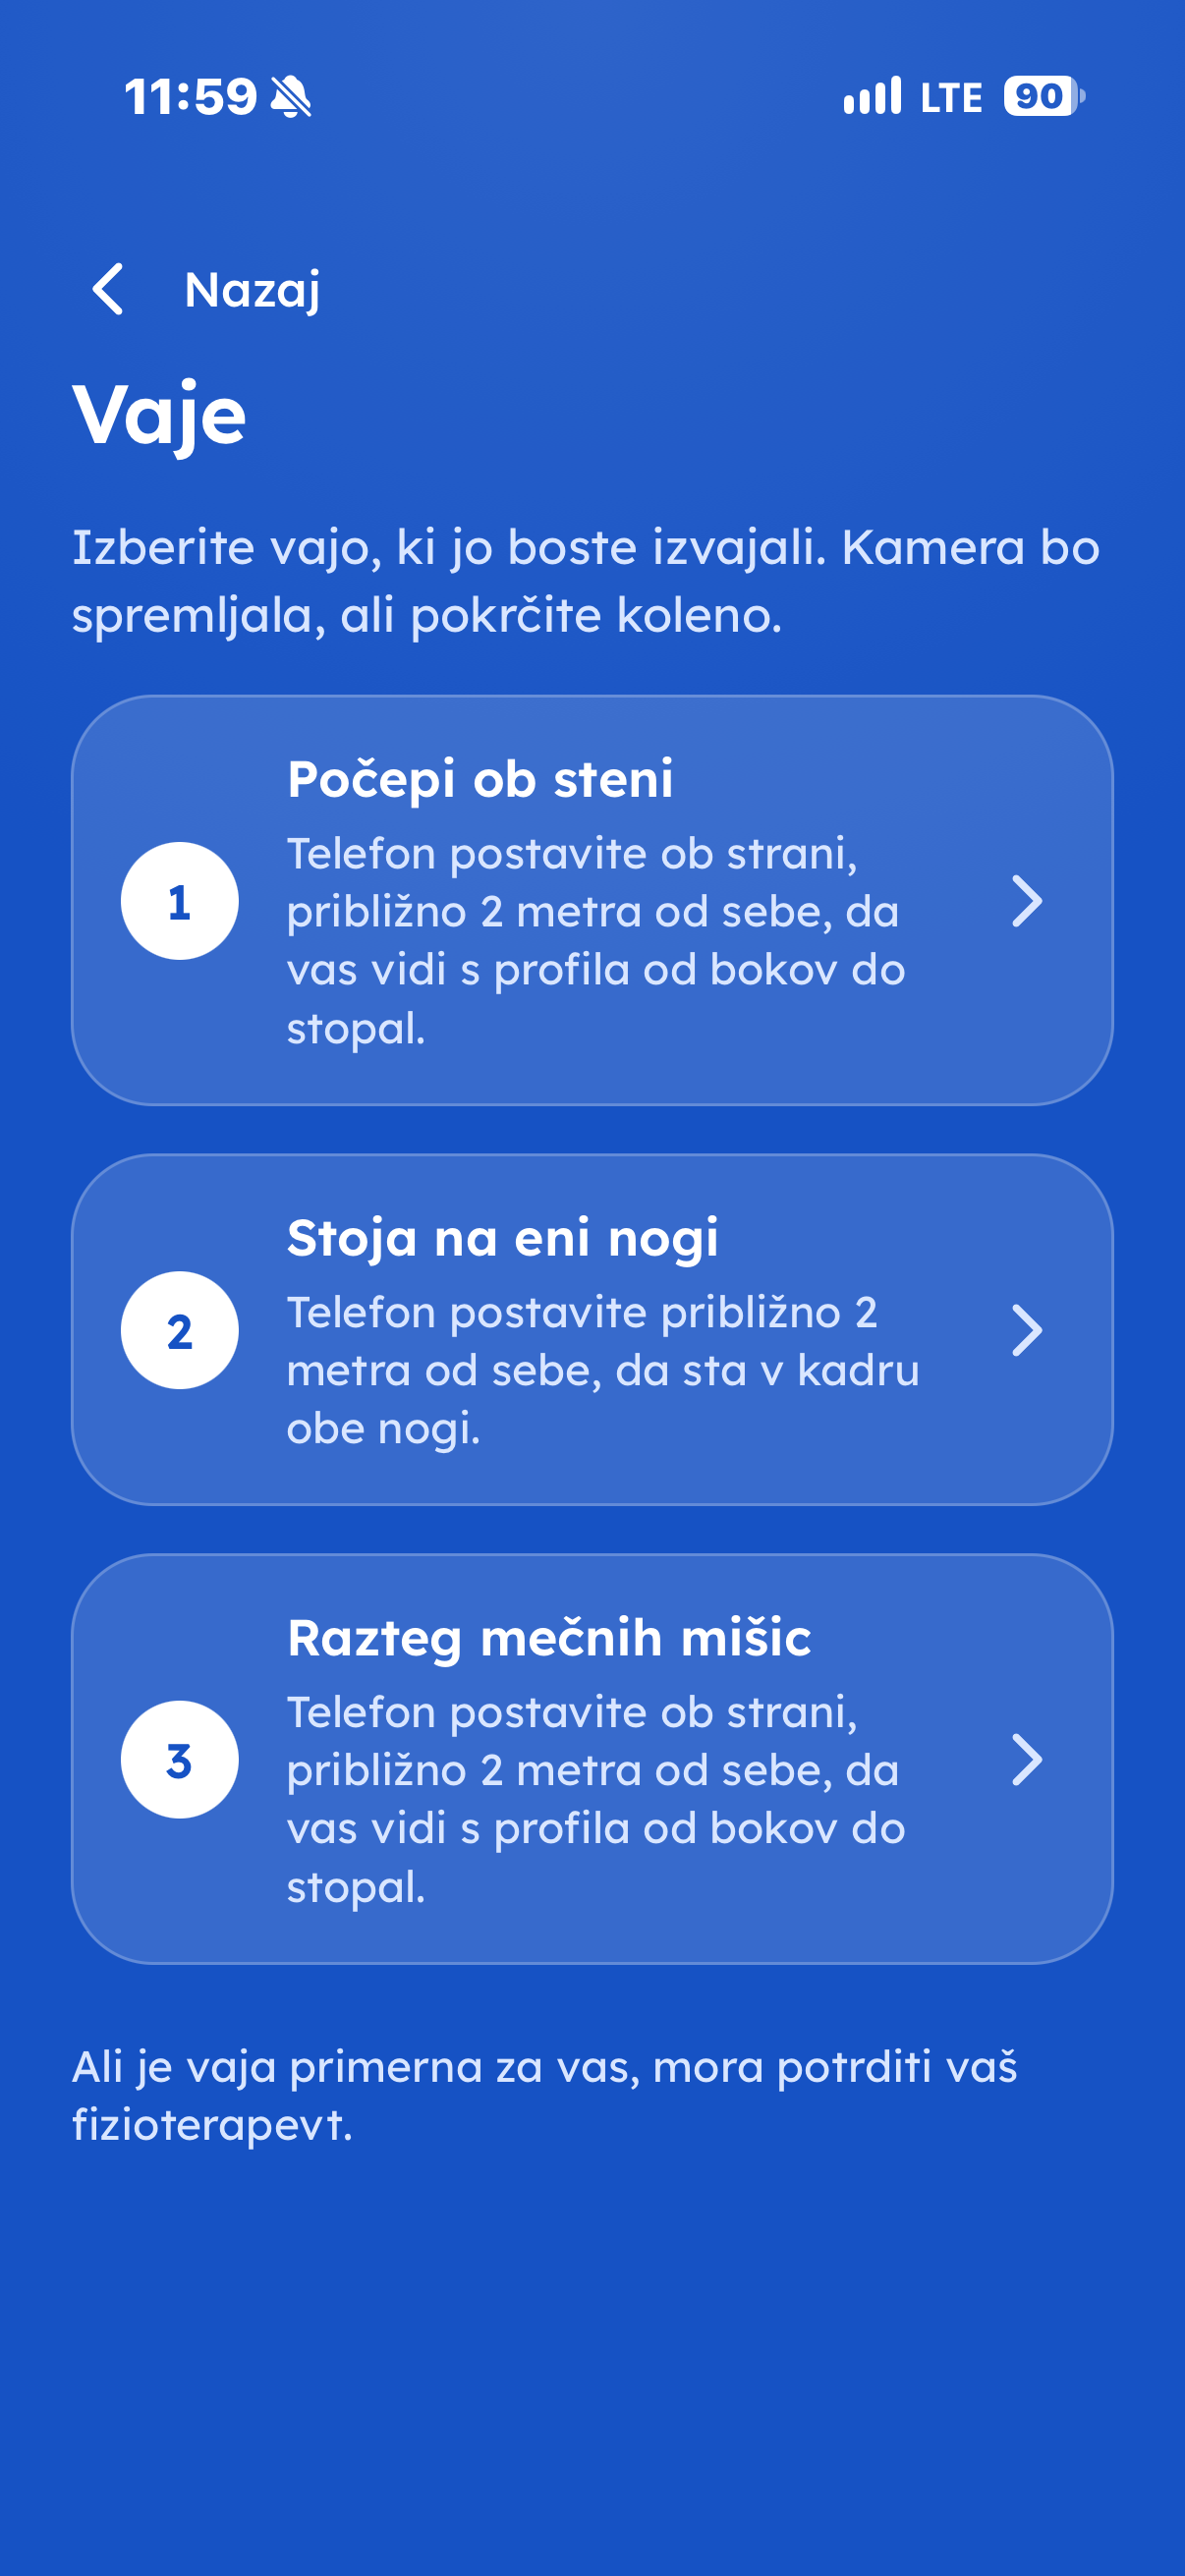 11:59
LTE 90
Nazaj
Vaje
Izberite vajo, ki jo boste izvajali. Kamera bo
spremljala, ali pokrčite koleno.
Počepi ob steni
1
Telefon postavite ob strani,
približno 2 metra od sebe, da
vas vidi s profila od bokov do
stopal.
Stoja na eni nogi
2
Telefon postavite približno 2
metra od sebe, da sta v kadru
obe nogi.
Razteg mečnih mišic
3
Telefon postavite ob strani,
približno 2 metra od sebe, da
vas vidi s profila od bokov do
stopal.
Ali je vaja primerna za vas, mora potrditi vaš
fizioterapevt.